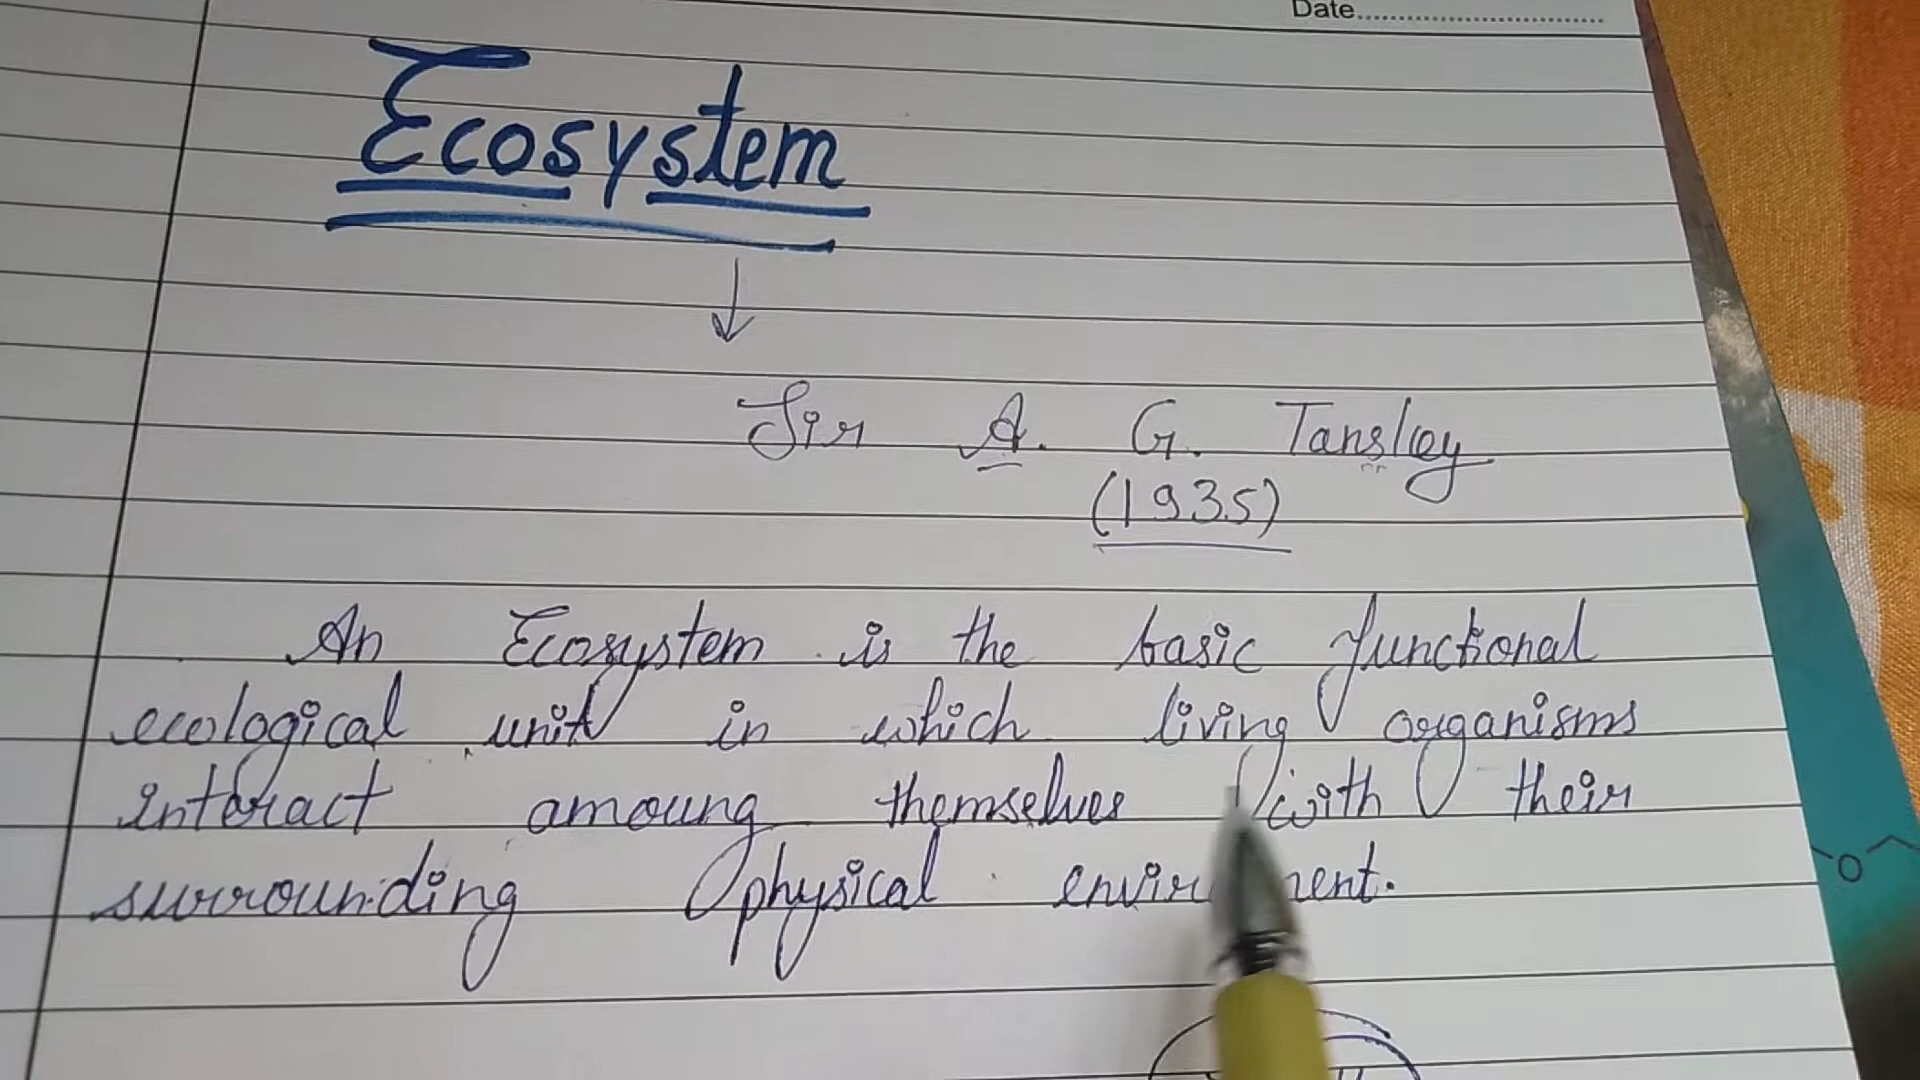 Date
Ecosystem
Sir A. G. Tansley
(1935)
An Ecosystem is the basic functional
ecological unit in which living organisms
interact amoung themselves with their
surrounding physical
O